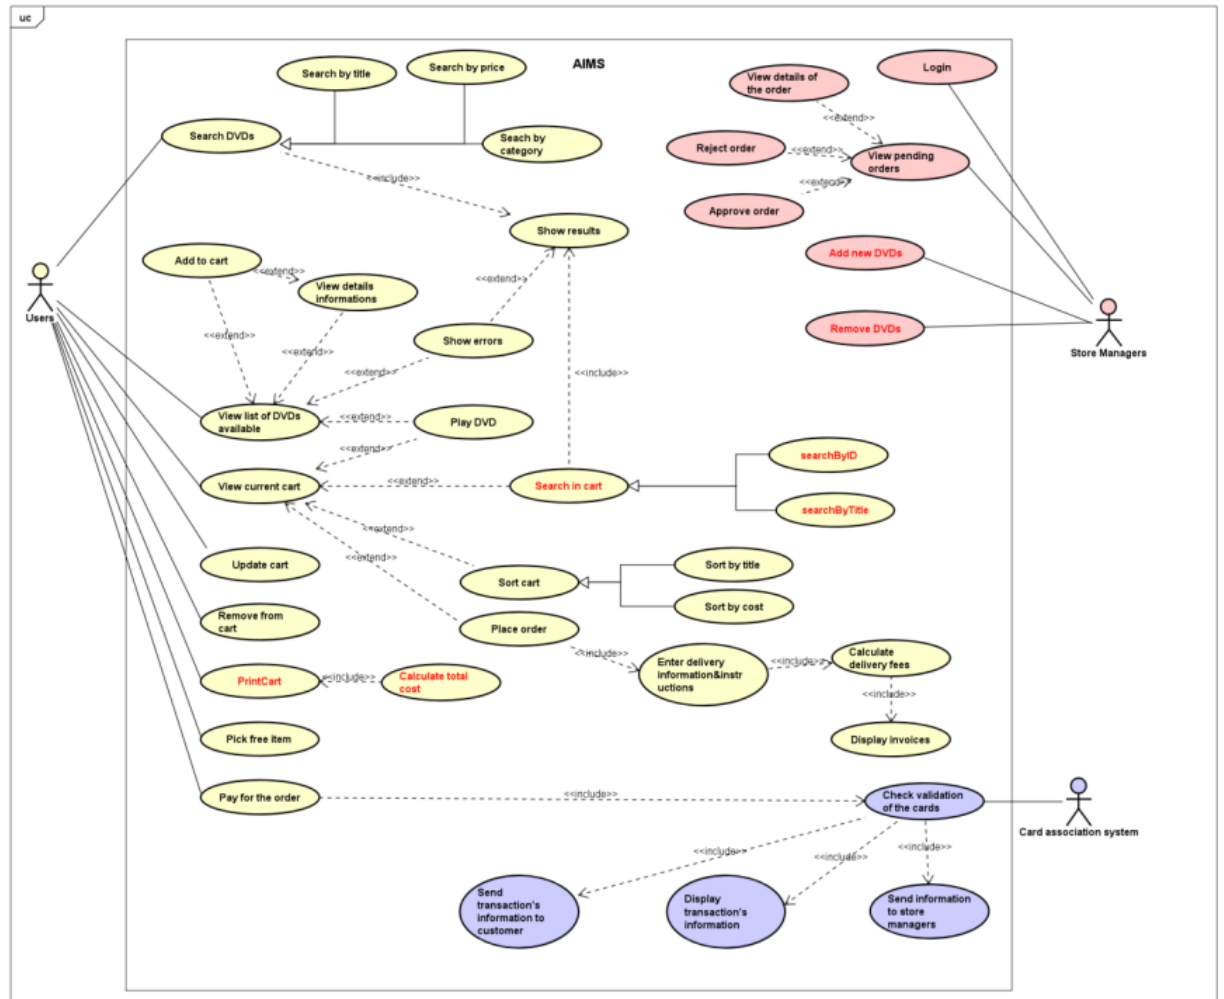 uc
AIMS
Search by title
Search by price
View details of
the order
Login
Search DVDs
Seach by
category
<<extend>>
Reject order
<<extend>>
View pending
orders
<<include>>
<<extend>>
Approve order
Show results
Add to cart
<<extend>>
View details
informations
<<extend>>
Add new DVDs
Users
<<extend>>
Show errors
Remove DVDs
<<extend>>
Store Managers
<<extend>>
<<include>>
View list of DVDs
available
<<extend>>
Play DVD
<<extend>>
searchByID
View current cart
<<extend>>
Search in cart
searchByTitle
<<extend>>
<<extend>>
Update cart
Sort cart
Sort by title
Sort by cost
Remove from
cart
Place order
<<include>>
Enter delivery
information&instr
uctions
<<include>>
Calculate
delivery fees
PrintCart
<<include>>
Calculate total
cost
<<include>>
Pick free item
Display invoices
Pay for the order
<<include>>
Check validation
of the cards
Card association system
<<include>>
<<include>>
<<include>>
Send
transaction's
information to
customer
Display
transaction's
information
Send information
to store
managers